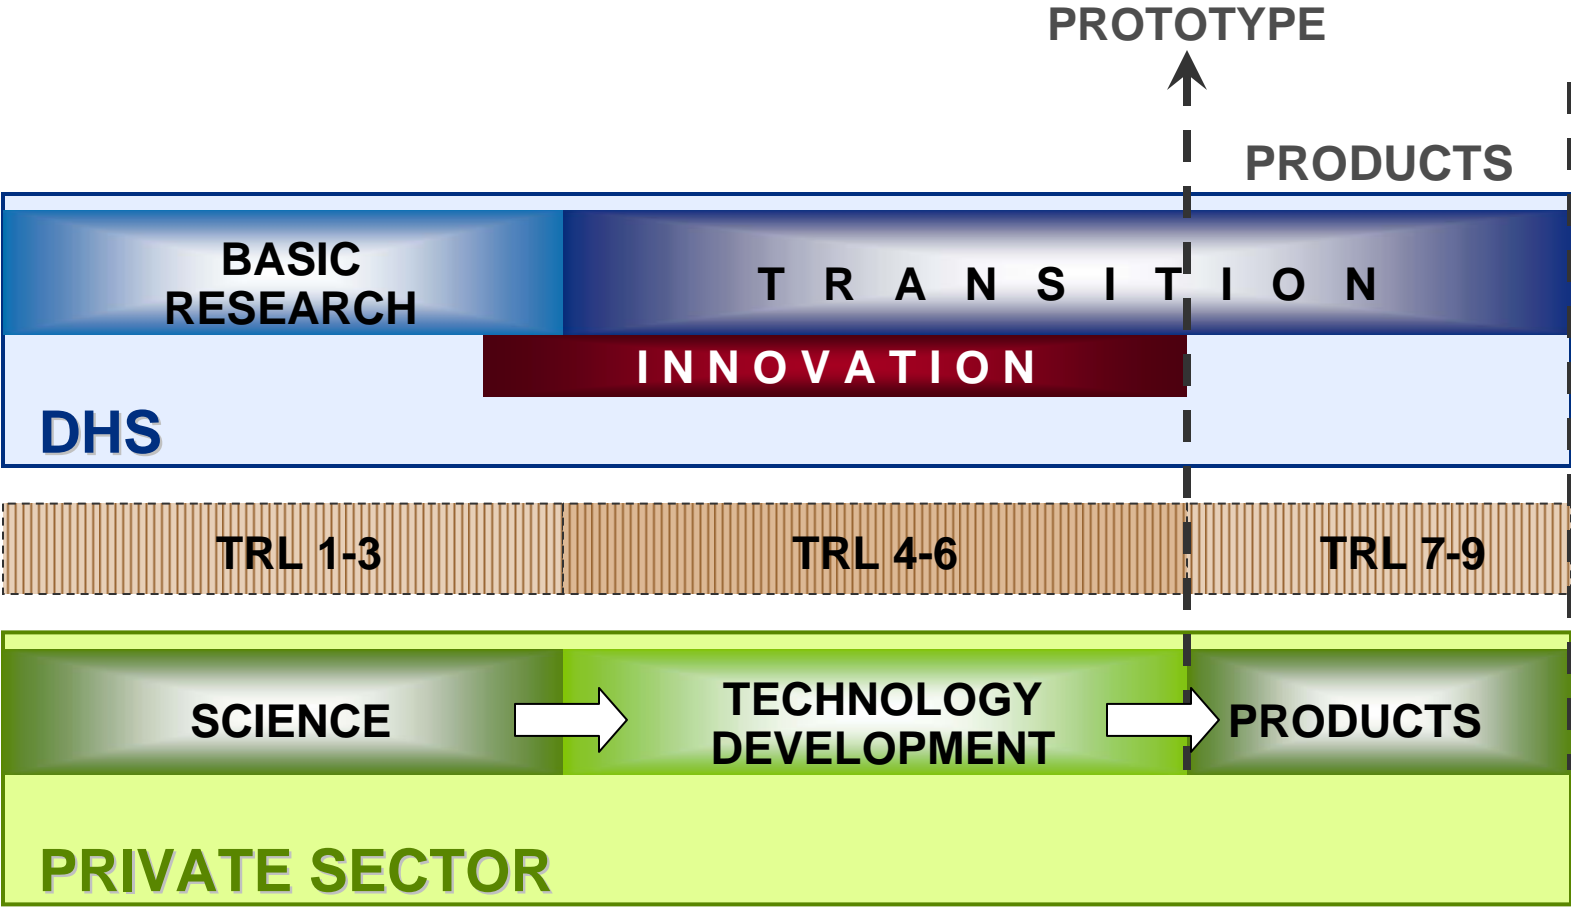 PROTOTYPE
PRODUCTS
BASIC
RESEARCH
TRANSITION
INNOVATION
DHS
TRL 1-3
TRL 4-6
TRL 7-9
SCIENCE
TECHNOLOGY
DEVELOPMENT
PRODUCTS
PRIVATE SECTOR